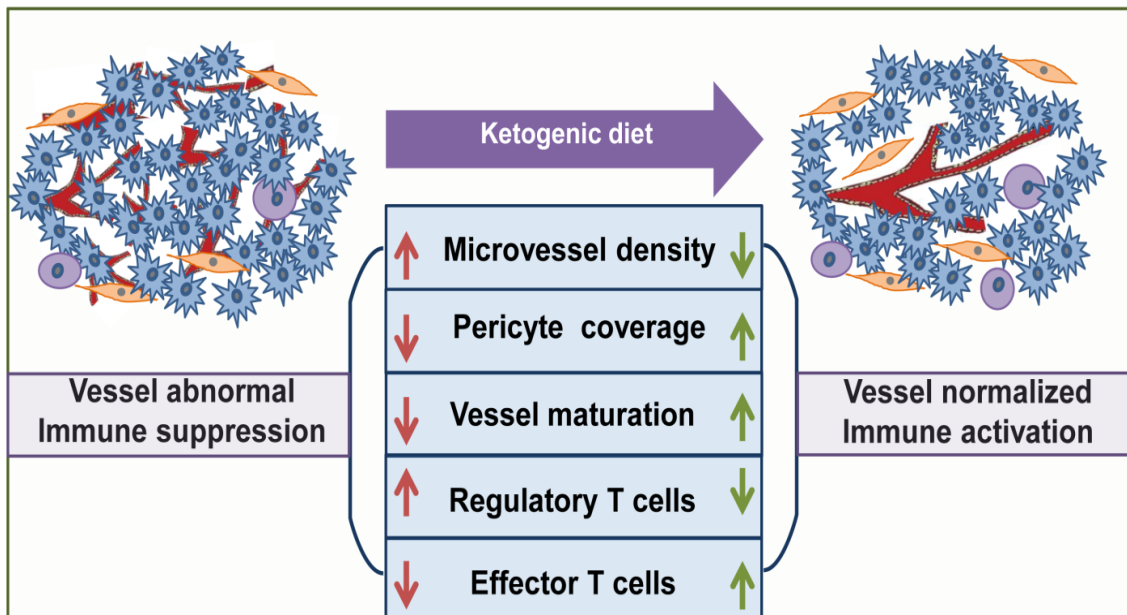 Ketogenic diet
Microvessel density
Pericyte coverage
Vessel maturation
Regulatory T cells
Effector T cells
Vessel abnormal
Immune suppression
Vessel normalized
Immune activation